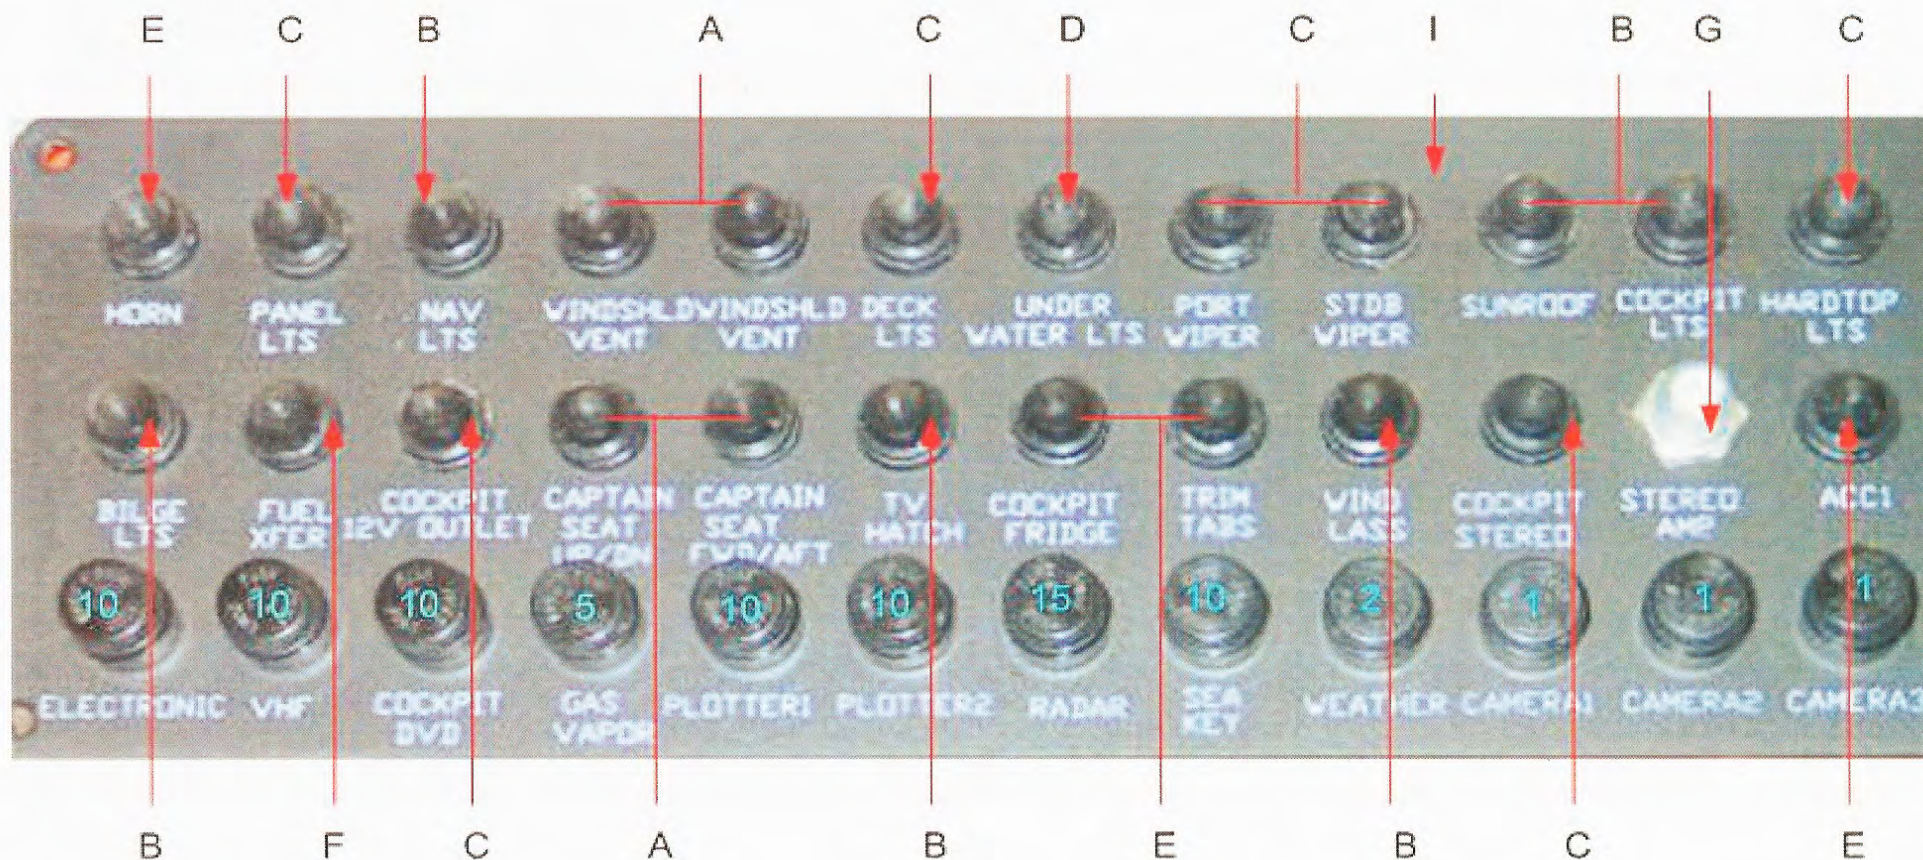 E C B A C D C I B G C
HORN PANEL NAV WINDSHLD WINDSHLD DECK UNDER PORT STDB SUNROOF COCKPIT HARDTOP
LTS LTS VENT VENT LTS WATER LTS WIPER WIPER LTS LTS
BILGE FUEL COCKPIT CAPTAIN CAPTAIN TV COCKPIT TRIM WIND COCKPIT STEREO ACC1
LTS XFER 12V OUTLET SEAT SEAT HATCH FRIDGE TABS LASS STEREO AM2
UP/DN FWD/AFT
10 10 10 5 10 10 15 10 2 1 1 1
ELECTRONIC VHF COCKPIT GAS PLOTTER1 PLOTTER2 RADAR SEA WEATHER CAMERA1 CAMERA2 CAMERA3
DVD VAPOR KEY
B F C A B E B C E